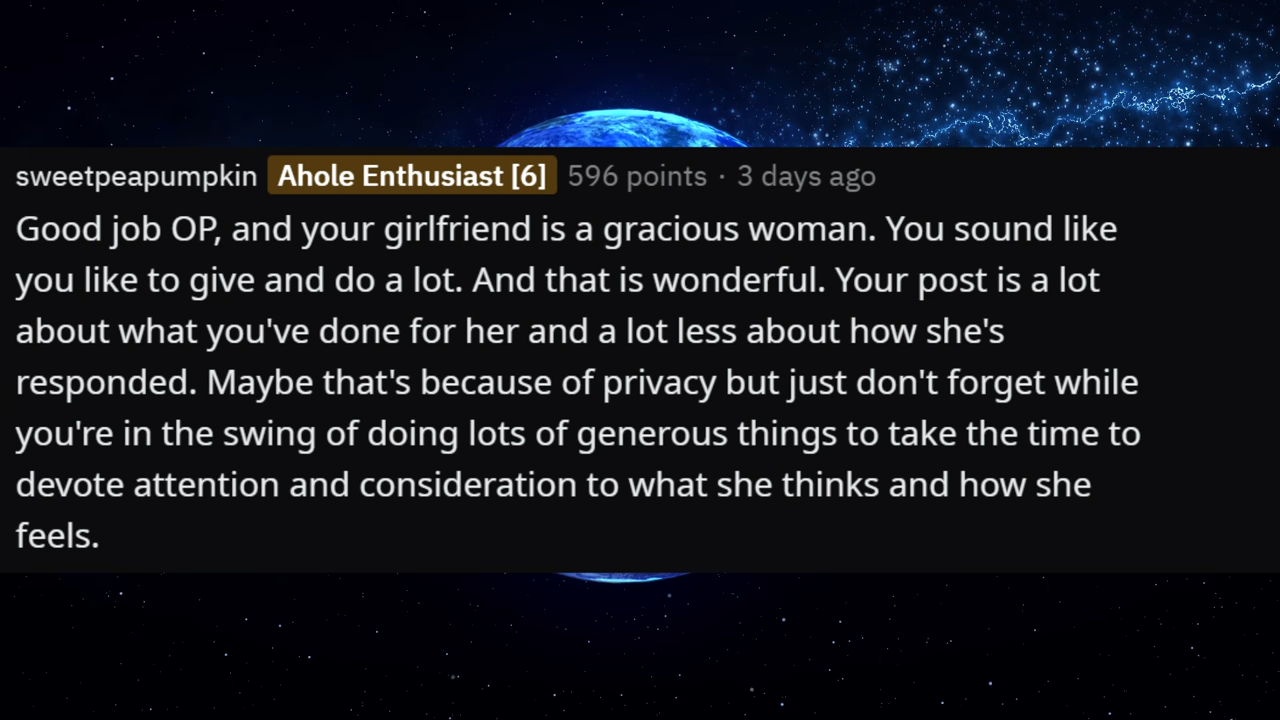 sweetpeapumpkin Ahole Enthusiast [6] 596 points · 3 days ago
Good job OP, and your girlfriend is a gracious woman. You sound like
you like to give and do a lot. And that is wonderful. Your post is a lot
about what you've done for her and a lot less about how she's
responded. Maybe that's because of privacy but just don't forget while
you're in the swing of doing lots of generous things to take the time to
devote attention and consideration to what she thinks and how she
feels.